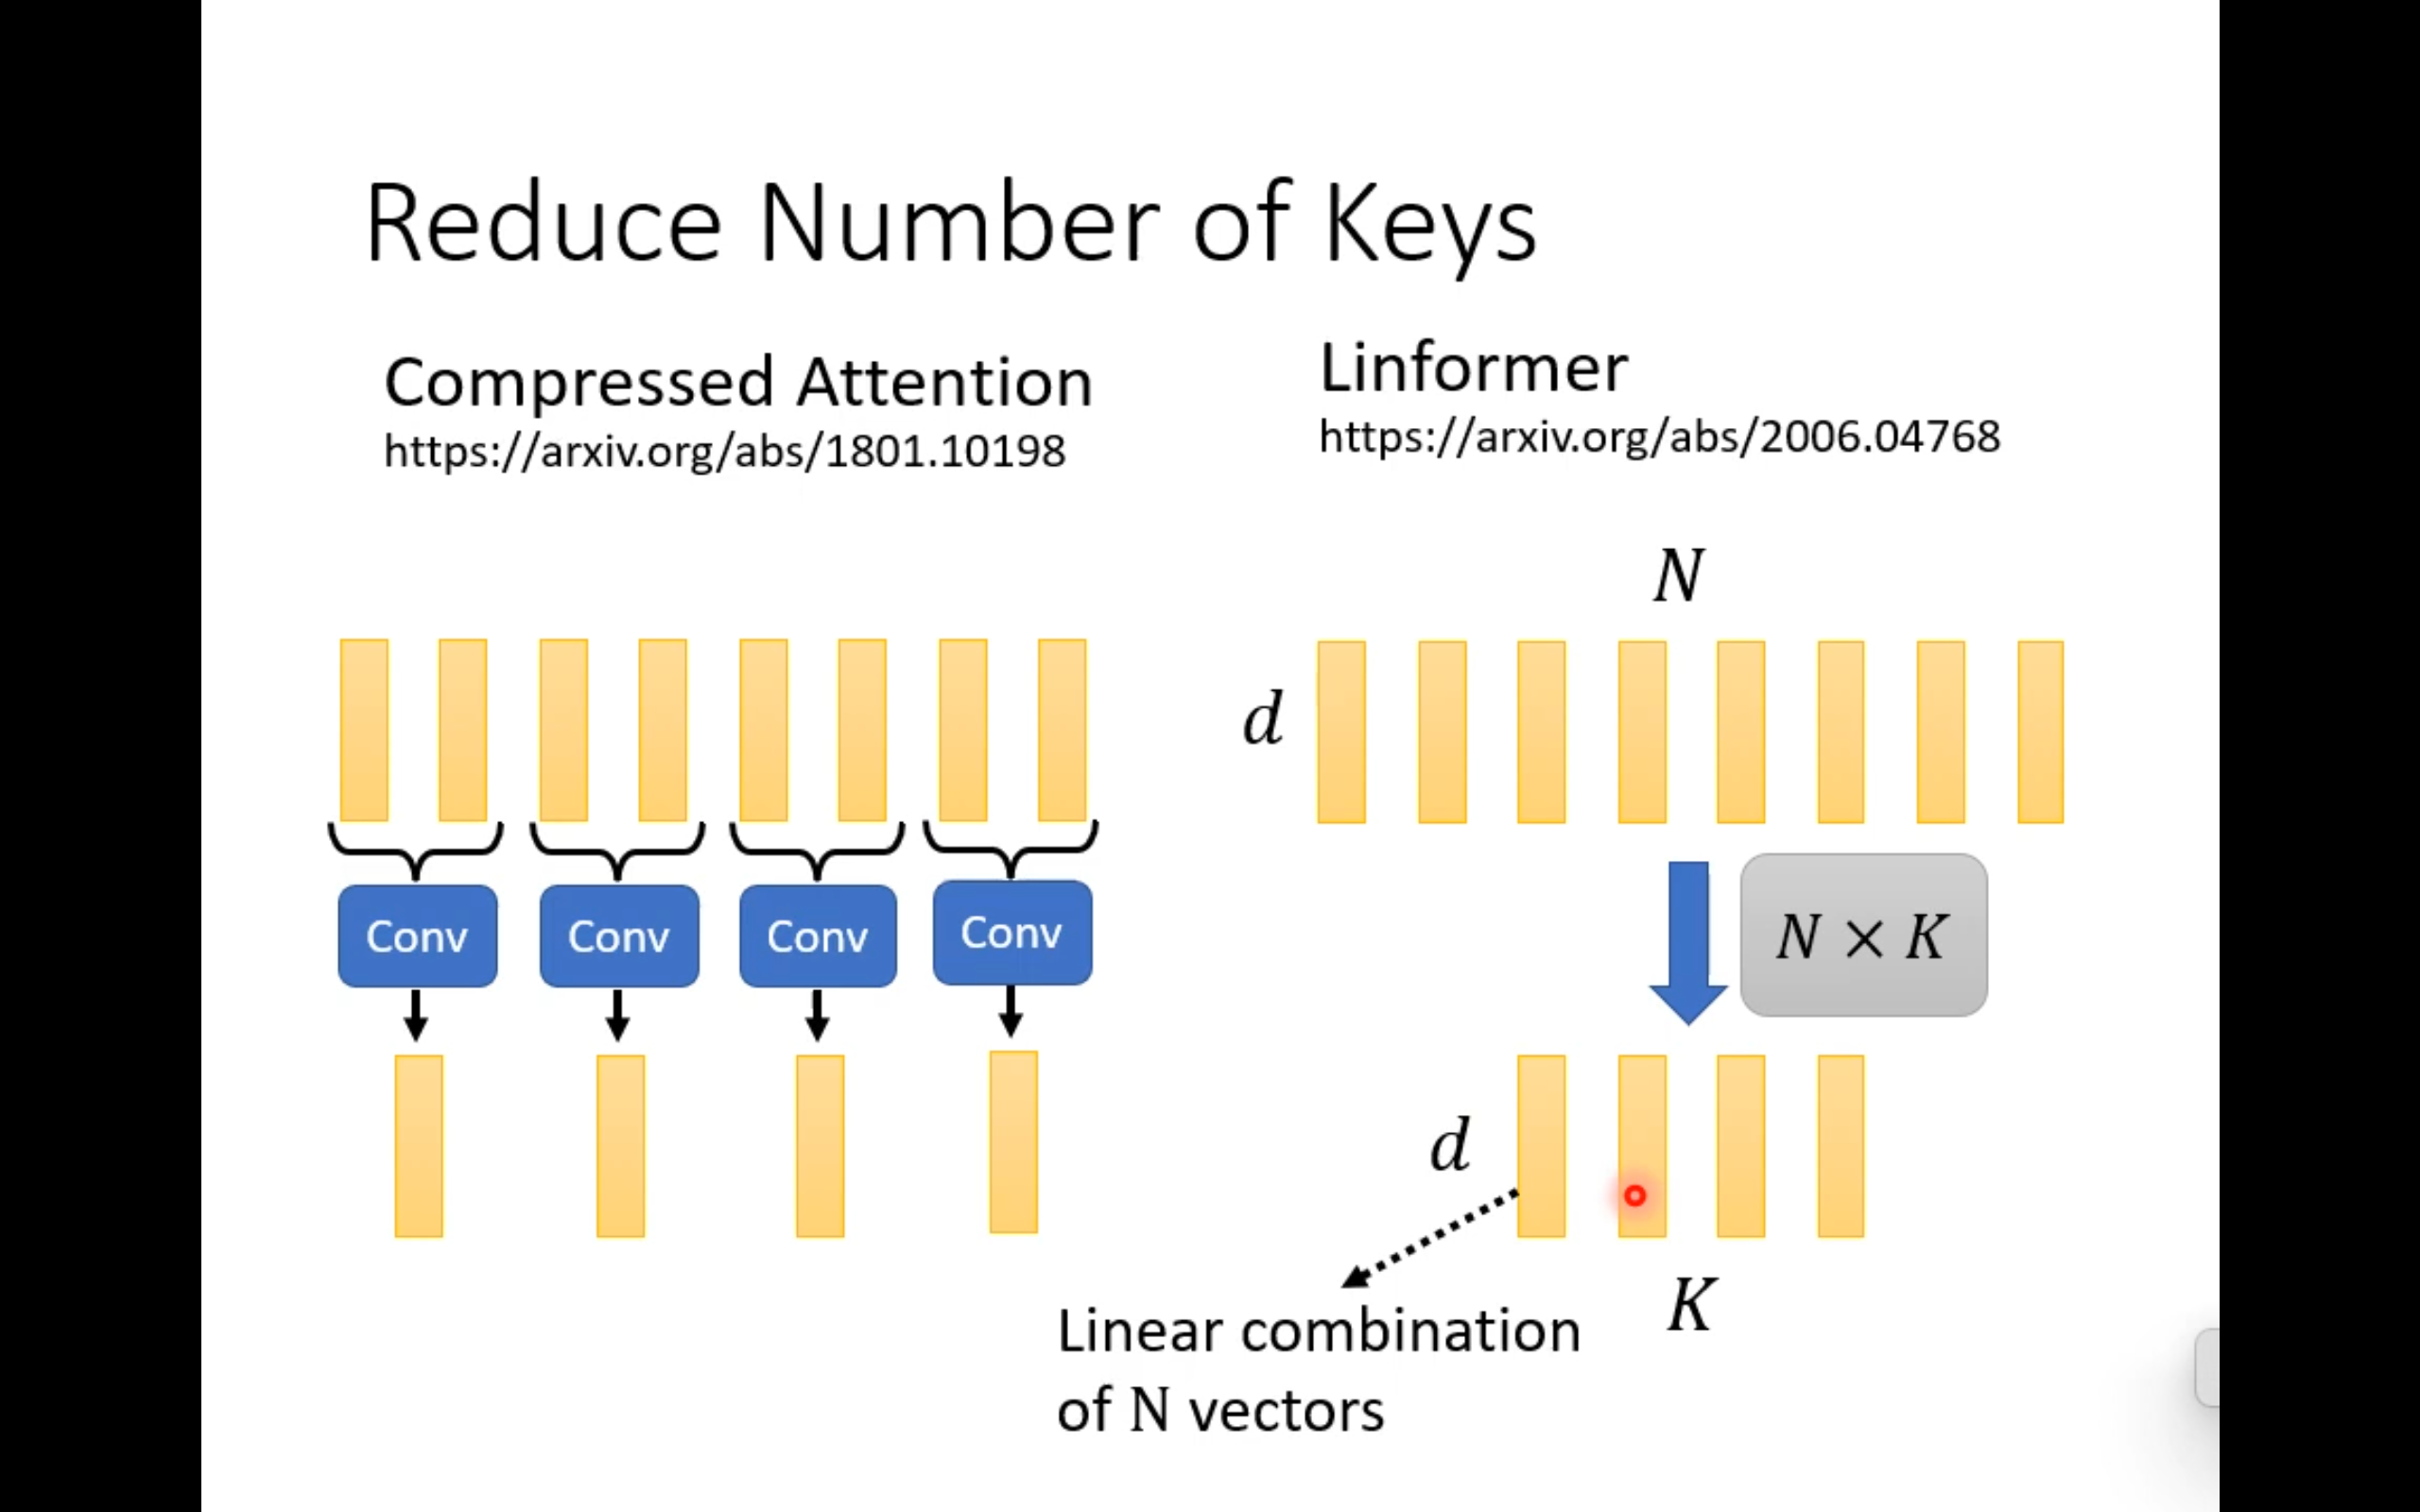 Reduce Number of Keys
Compressed Attention
https://arxiv.org/abs/1801.10198
Linformer
https://arxiv.org/abs/2006.04768
Conv
Conv
Conv
Conv
N
d
N × K
d
K
Linear combination
of N vectors